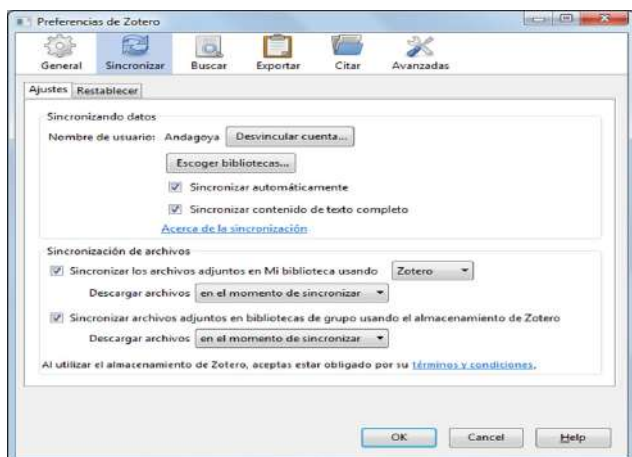 Preferencias de Zotero
General Sincronizar Buscar Exportar Citar Avanzadas
Ajustes Restablecer
Sincronizando datos
Nombre de usuario: Andagoya Desvincular cuenta...
Escoger bibliotecas...
Sincronizar automáticamente
Sincronizar contenido de texto completo
Acerca de la sincronización
Sincronización de archivos
Sincronizar los archivos adjuntos en Mi biblioteca usando Zotero
Descargar archivos en el momento de sincronizar
Sincronizar archivos adjuntos en bibliotecas de grupo usando el almacenamiento de Zotero
Descargar archivos en el momento de sincronizar
Al utilizar el almacenamiento de Zotero, aceptas estar obligado por su términos y condiciones.
OK Cancel Help